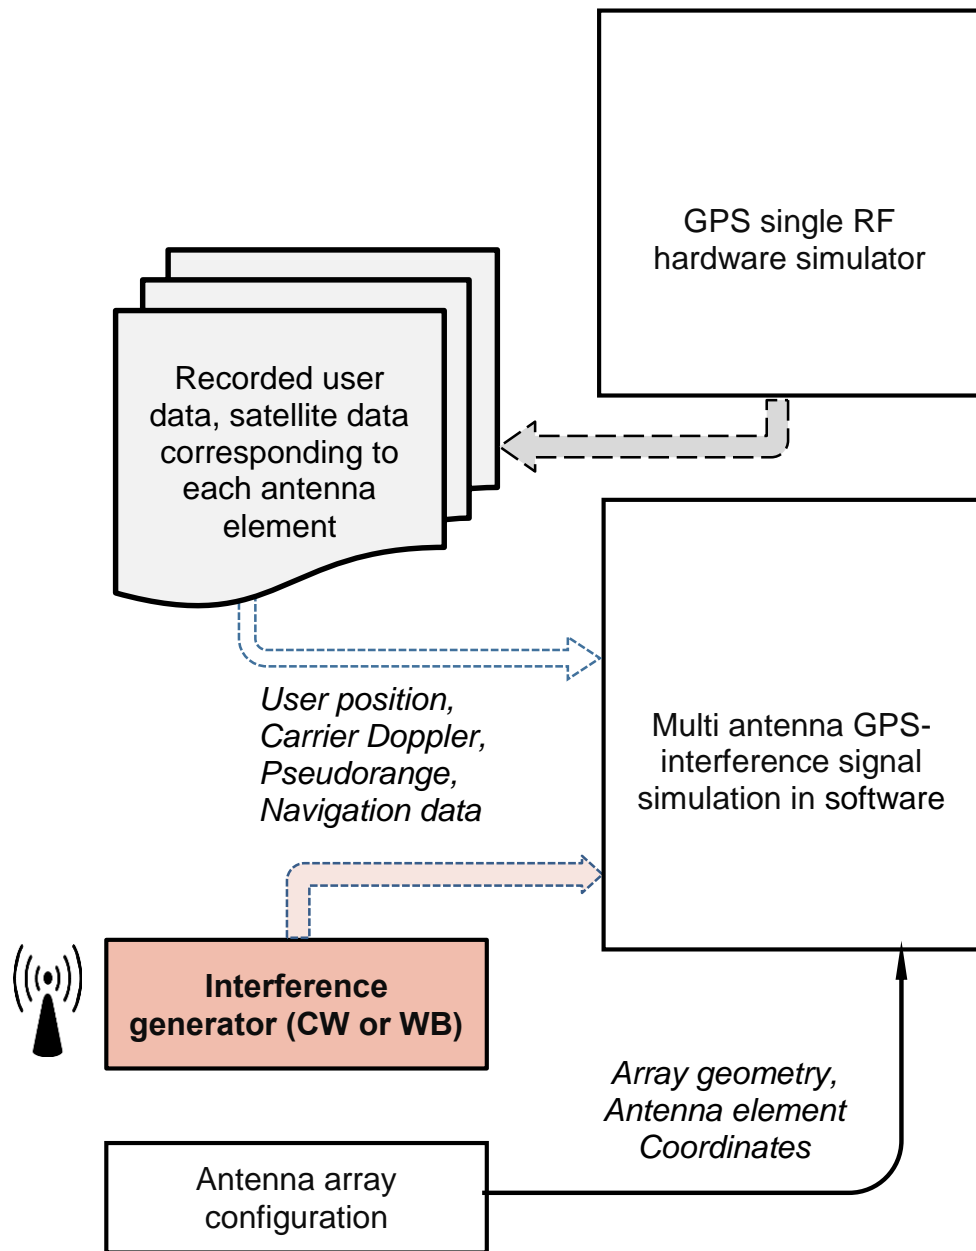 GPS single RF
hardware simulator
Recorded user
data, satellite data
corresponding to
each antenna
element
User position,
Carrier Doppler,
Pseudorange,
Navigation data
Multi antenna GPS-
interference signal
simulation in software
Interference
generator (CW or WB)
Array geometry,
Antenna element
Coordinates
Antenna array
configuration